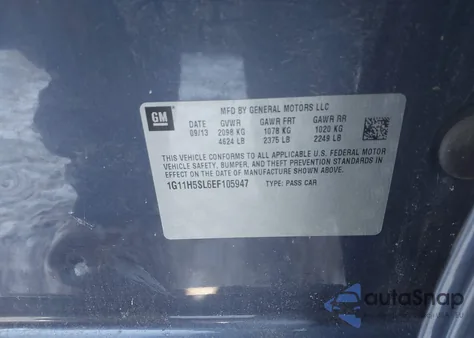 GM
MFD BY GENERAL MOTORS LLC
DATE GVWR GAWR FRT GAWR RR
09/13 2098 KG 1078 KG 1020 KG
4624 LB 2375 LB 2249 LB
THIS VEHICLE CONFORMS TO ALL APPLICABLE U.S. FEDERAL MOTOR
VEHICLE SAFETY, BUMPER, AND THEFT PREVENTION STANDARDS IN
EFFECT ON THE DATE OF MANUFACTURE SHOWN ABOVE.
1G11H5SL6EF105947 TYPE: PASS CAR
autoSnap